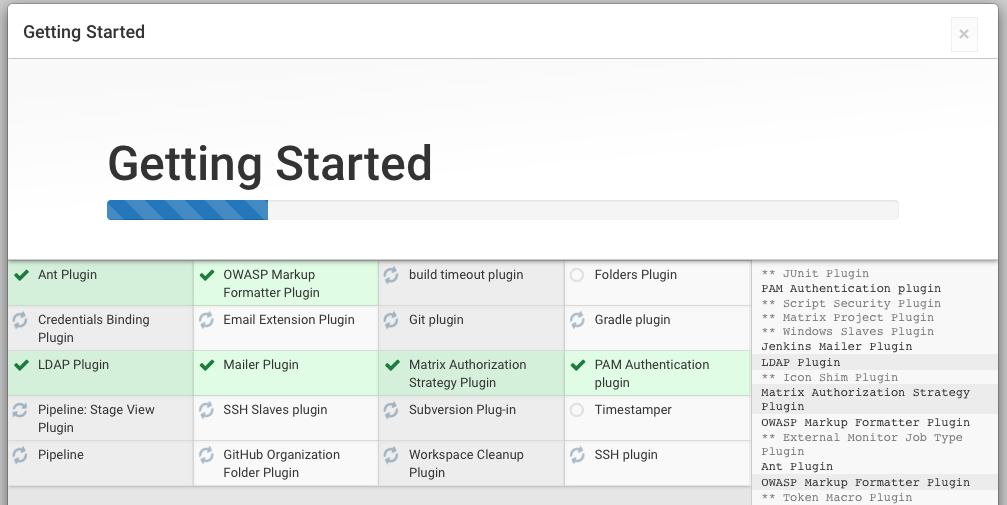 Getting Started
×
Getting Started
Ant Plugin
OWASP Markup
Formatter Plugin
build timeout plugin
Folders Plugin
Credentials Binding
Plugin
Email Extension Plugin
Git plugin
Gradle plugin
LDAP Plugin
Mailer Plugin
Matrix Authorization
Strategy Plugin
PAM Authentication
plugin
Pipeline: Stage View
Plugin
SSH Slaves plugin
Subversion Plug-in
Timestamper
Pipeline
GitHub Organization
Folder Plugin
Workspace Cleanup
Plugin
SSH plugin
** JUnit Plugin
PAM Authentication plugin
** Script Security Plugin
** Matrix Project Plugin
** Windows Slaves Plugin
Jenkins Mailer Plugin
LDAP Plugin
** Icon Shim Plugin
Matrix Authorization Strategy
Plugin
OWASP Markup Formatter Plugin
** External Monitor Job Type
Plugin
Ant Plugin
OWASP Markup Formatter Plugin
** Token Macro Plugin